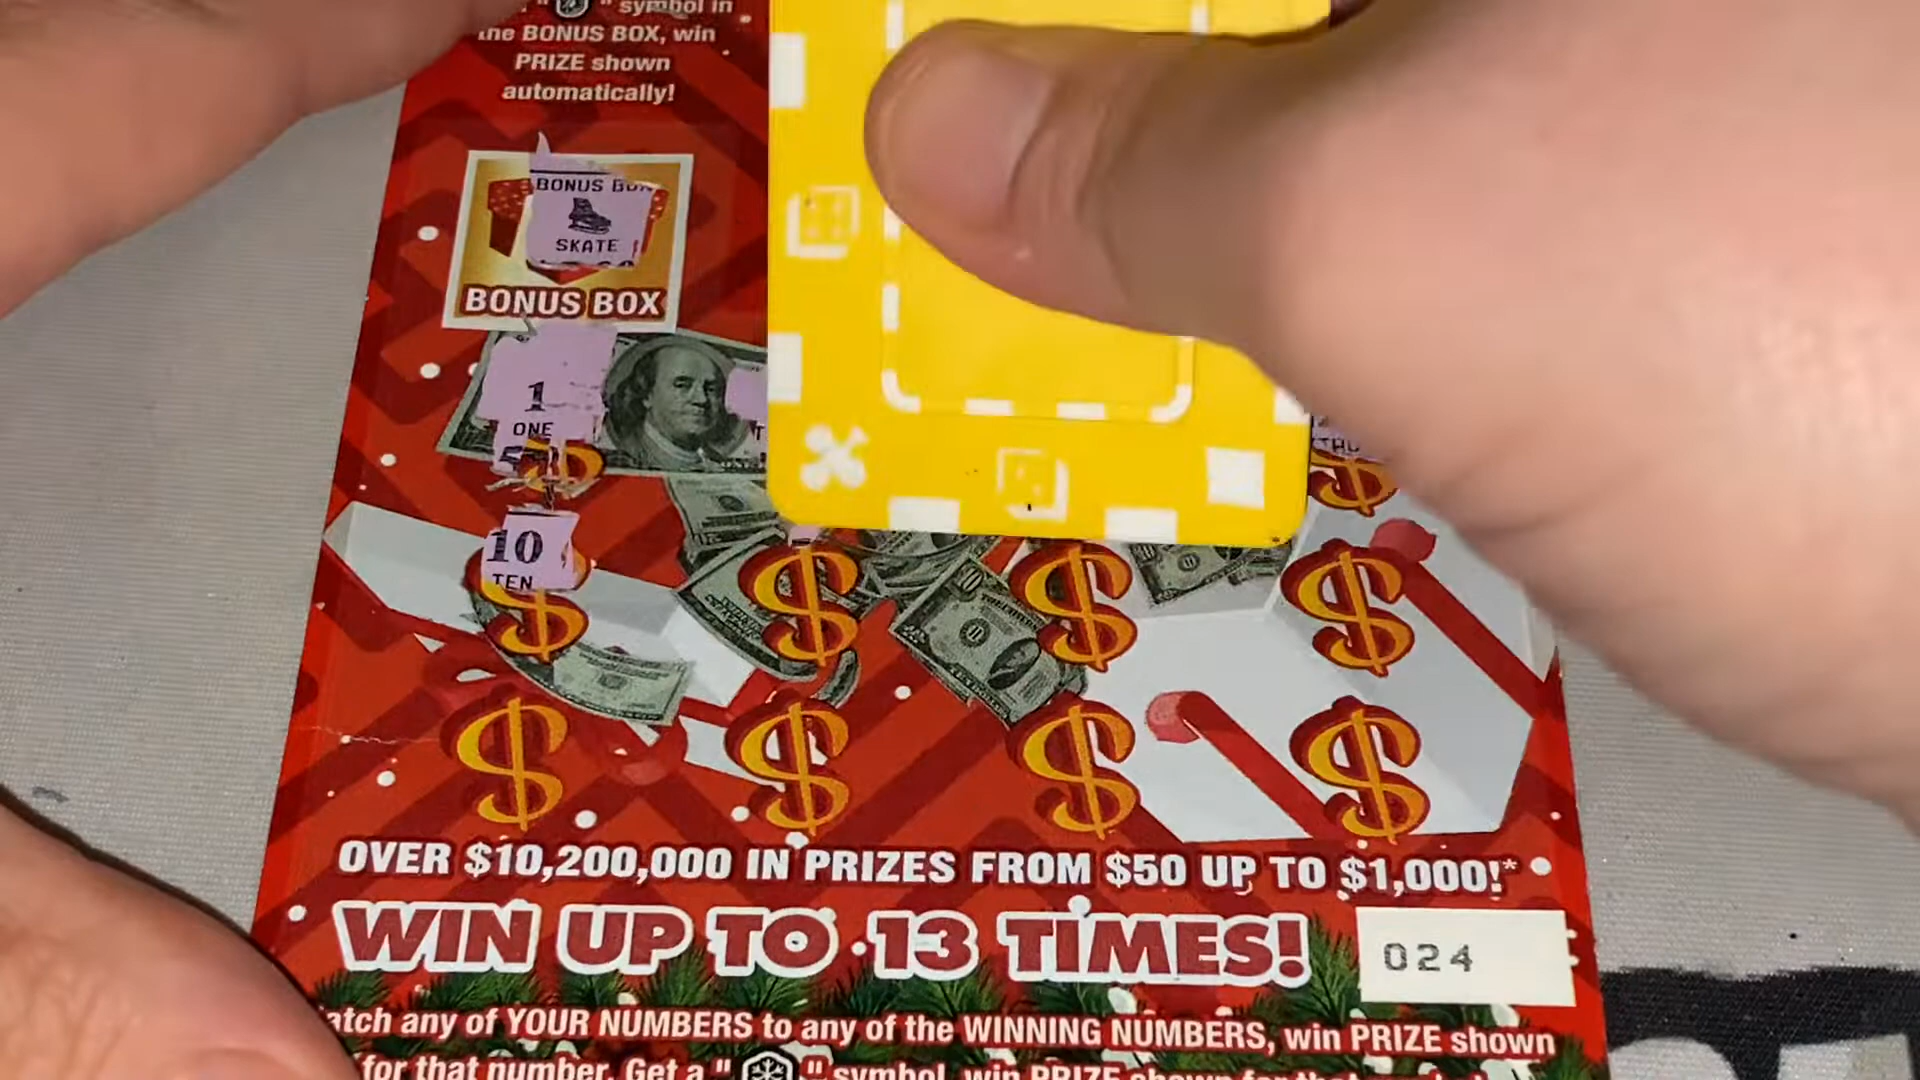 " " symbol in
the BONUS BOX, win
PRIZE shown
automatically!
BONUS BOX
SKATE
BONUS BOX
1
ONE
10
TEN
OVER $10,200,000 IN PRIZES FROM $50 UP TO $1,000!*
WIN UP TO 13 TIMES!
024
atch any of YOUR NUMBERS to any of the WINNING NUMBERS, win PRIZE shown
for that number. Get a " " symbol, win PRIZE shown for that